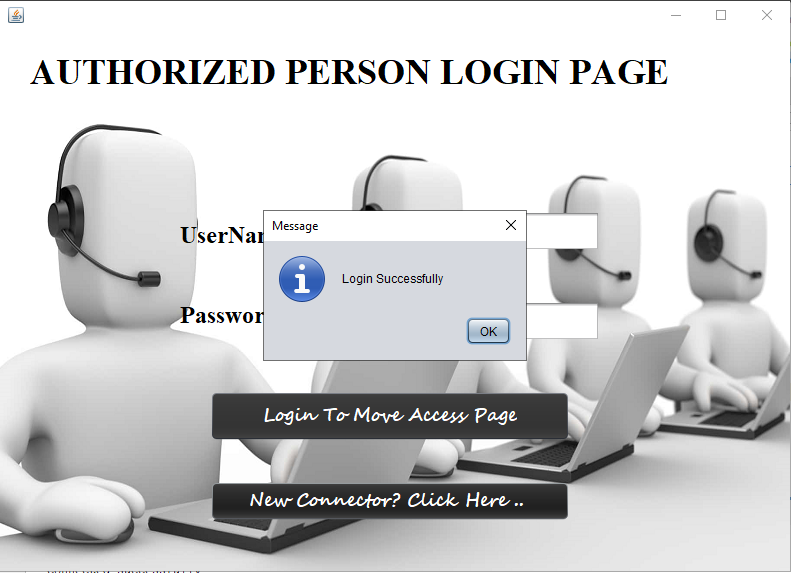 AUTHORIZED PERSON LOGIN PAGE
Message
Login Successfully
OK
Login To Move Access Page
New Connector? Click Here ..